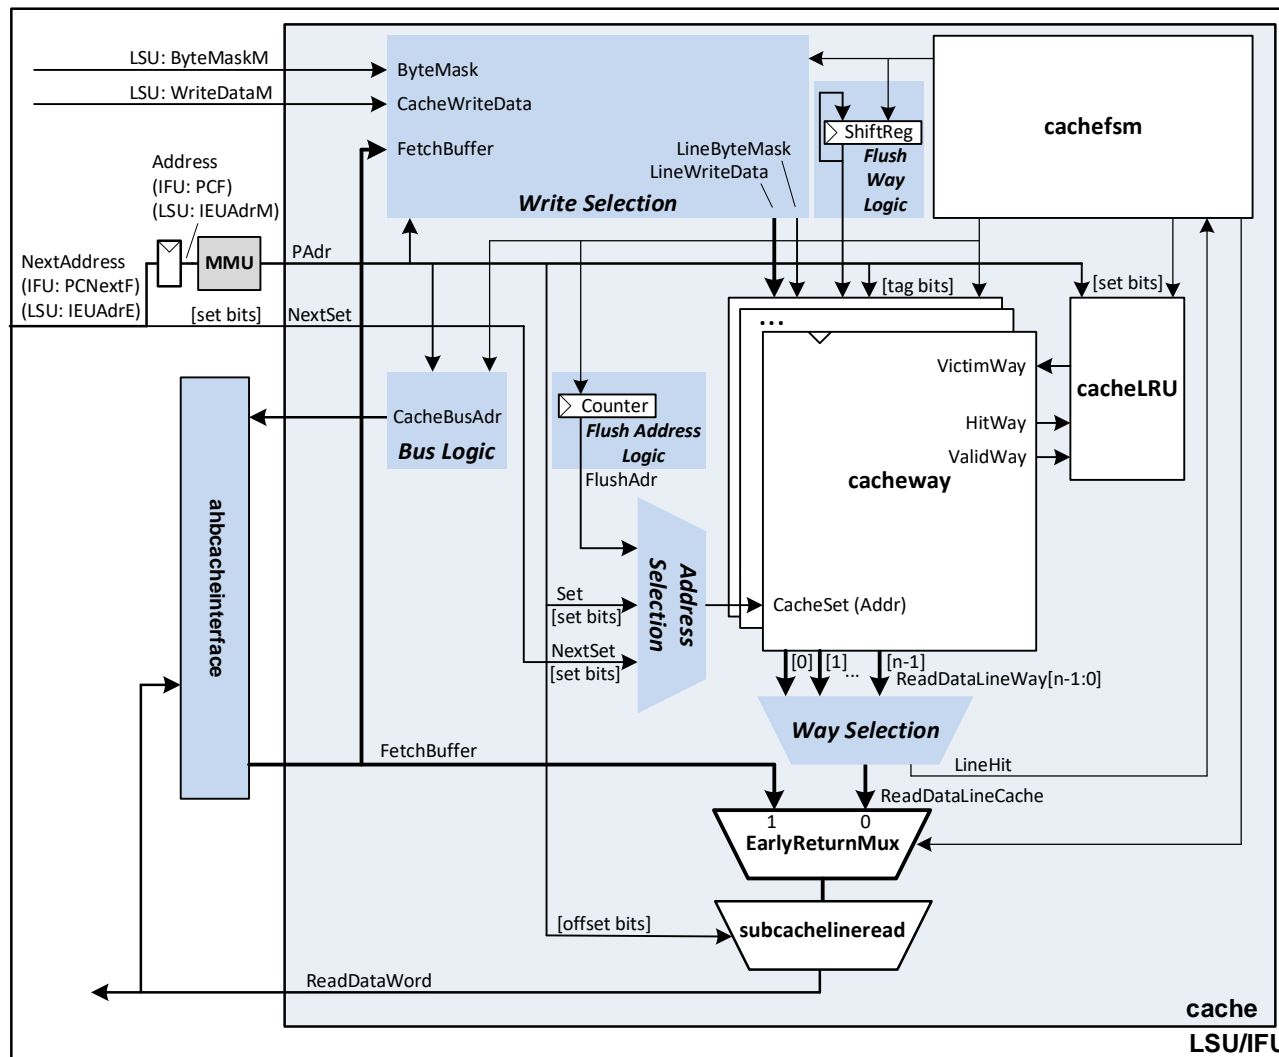 LSU: ByteMaskM
ByteMask
LSU: WriteDataM
CacheWriteData
FetchBuffer
LineByteMask
LineWriteData
Write Selection
ShiftReg
Flush
Way
Logic
cachefsm
Address
(IFU: PCF)
(LSU: IEUAdrM)
NextAddress
(IFU: PCNextF)
(LSU: IEUAdrE)
MMU
PAdr
[set bits]
NextSet
[tag bits]
[set bits]
...
VictimWay
cacheLRU
HitWay
ValidWay
cacheway
CacheBusAdr
Bus Logic
Counter
Flush Address
Logic
FlushAdr
ahbcacheinterface
Address
Selection
Set
[set bits]
NextSet
[set bits]
CacheSet (Addr)
[0]
[1]
...
[n-1]
ReadDataLineWay[n-1:0]
Way Selection
FetchBuffer
LineHit
ReadDataLineCache
1
0
EarlyReturnMux
[offset bits]
subcachelineread
ReadDataWord
cache
LSU/IFU